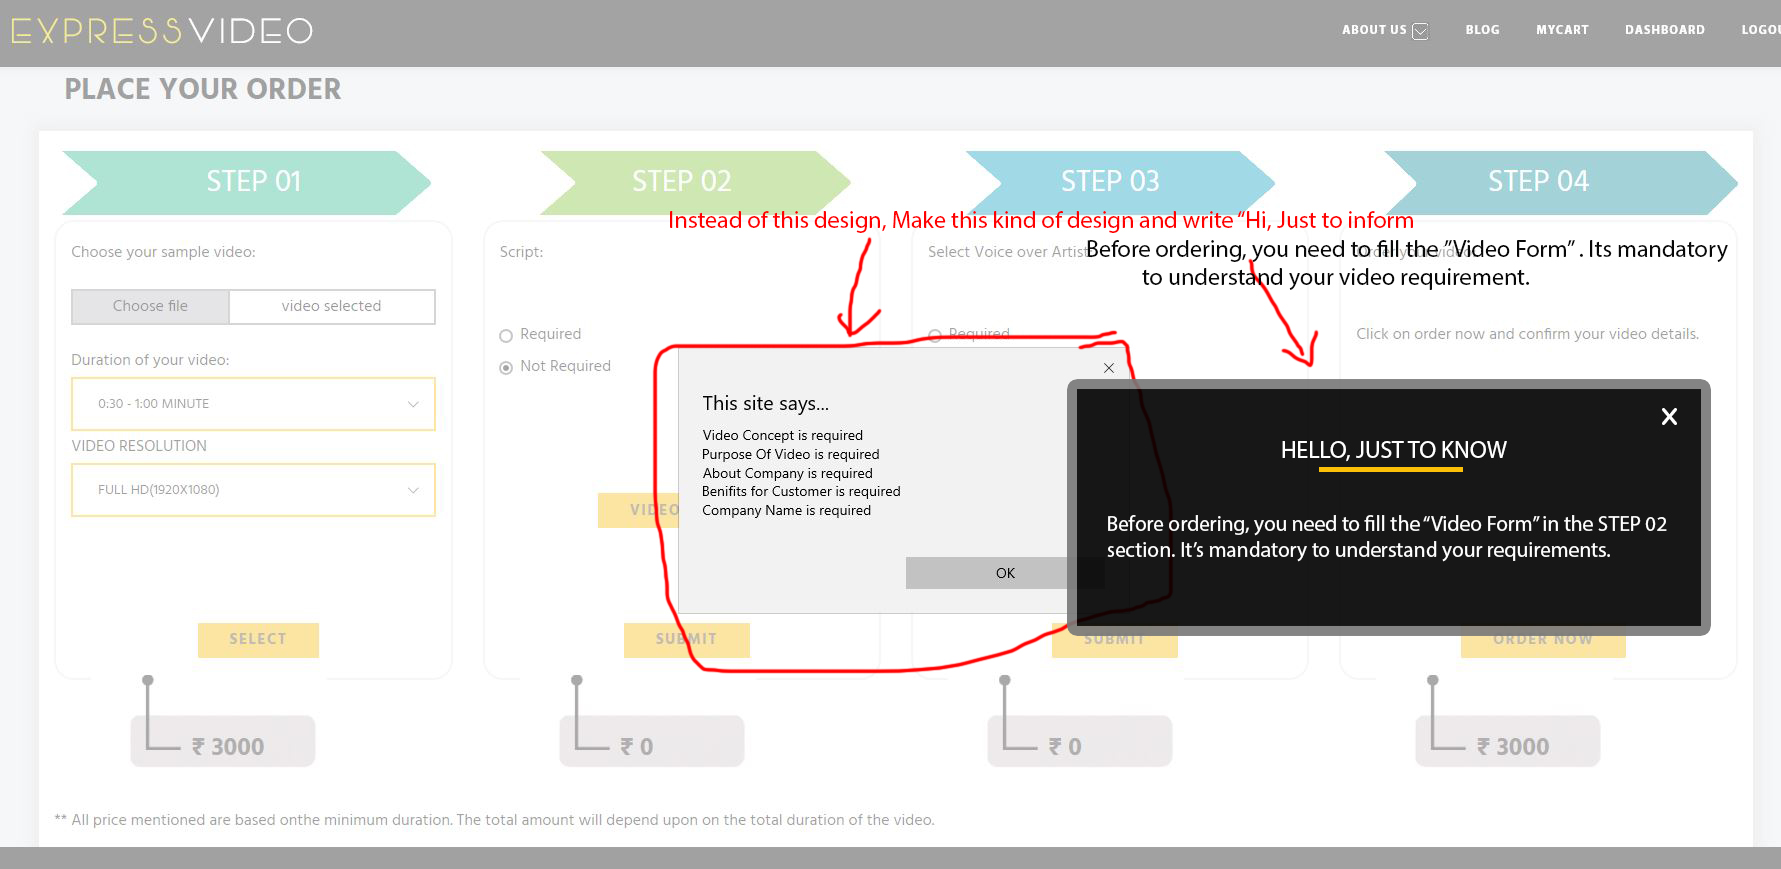 EXPRESSVIDEO
ABOUT US BLOG MYCART DASHBOARD LOGOU
PLACE YOUR ORDER
STEP 01 STEP 02 STEP 03 STEP 04
Instead of this design, Make this kind of design and write “Hi, Just to inform
Before ordering, you need to fill the ”Video Form” . Its mandatory
to understand your video requirement.
Choose your sample video:
Choose file video selected
Duration of your video:
0:30 - 1:00 MINUTE
VIDEO RESOLUTION
FULL HD(1920X1080)
SELECT
₹ 3000
Script:
Required
Not Required
VIDEO
SUBMIT
₹ 0
Select Voice over Artist
Required
SUBMIT
₹ 0
Click on order now and confirm your video details.
ORDER NOW
₹ 3000
This site says...
Video Concept is required
Purpose Of Video is required
About Company is required
Benifits for Customer is required
Company Name is required
OK
X
HELLO, JUST TO KNOW
Before ordering, you need to fill the “Video Form” in the STEP 02
section. It’s mandatory to understand your requirements.
** All price mentioned are based onthe minimum duration. The total amount will depend upon on the total duration of the video.